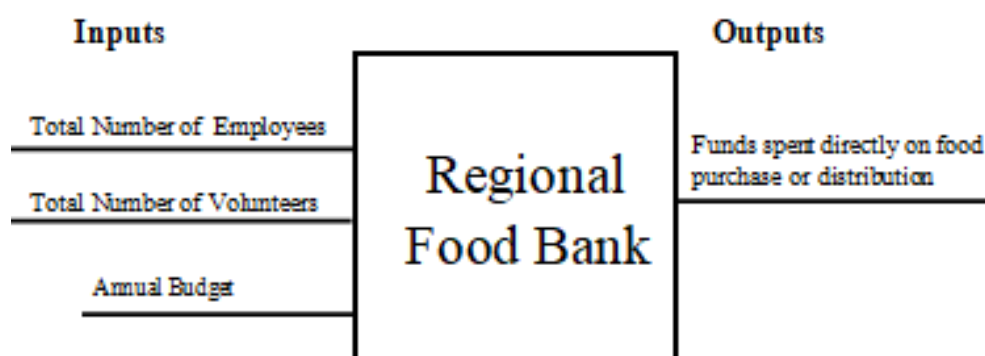 Inputs
Outputs
Total Number of Employees
Total Number of Volunteers
Annual Budget
Regional
Food Bank
Funds spent directly on food
purchase or distribution